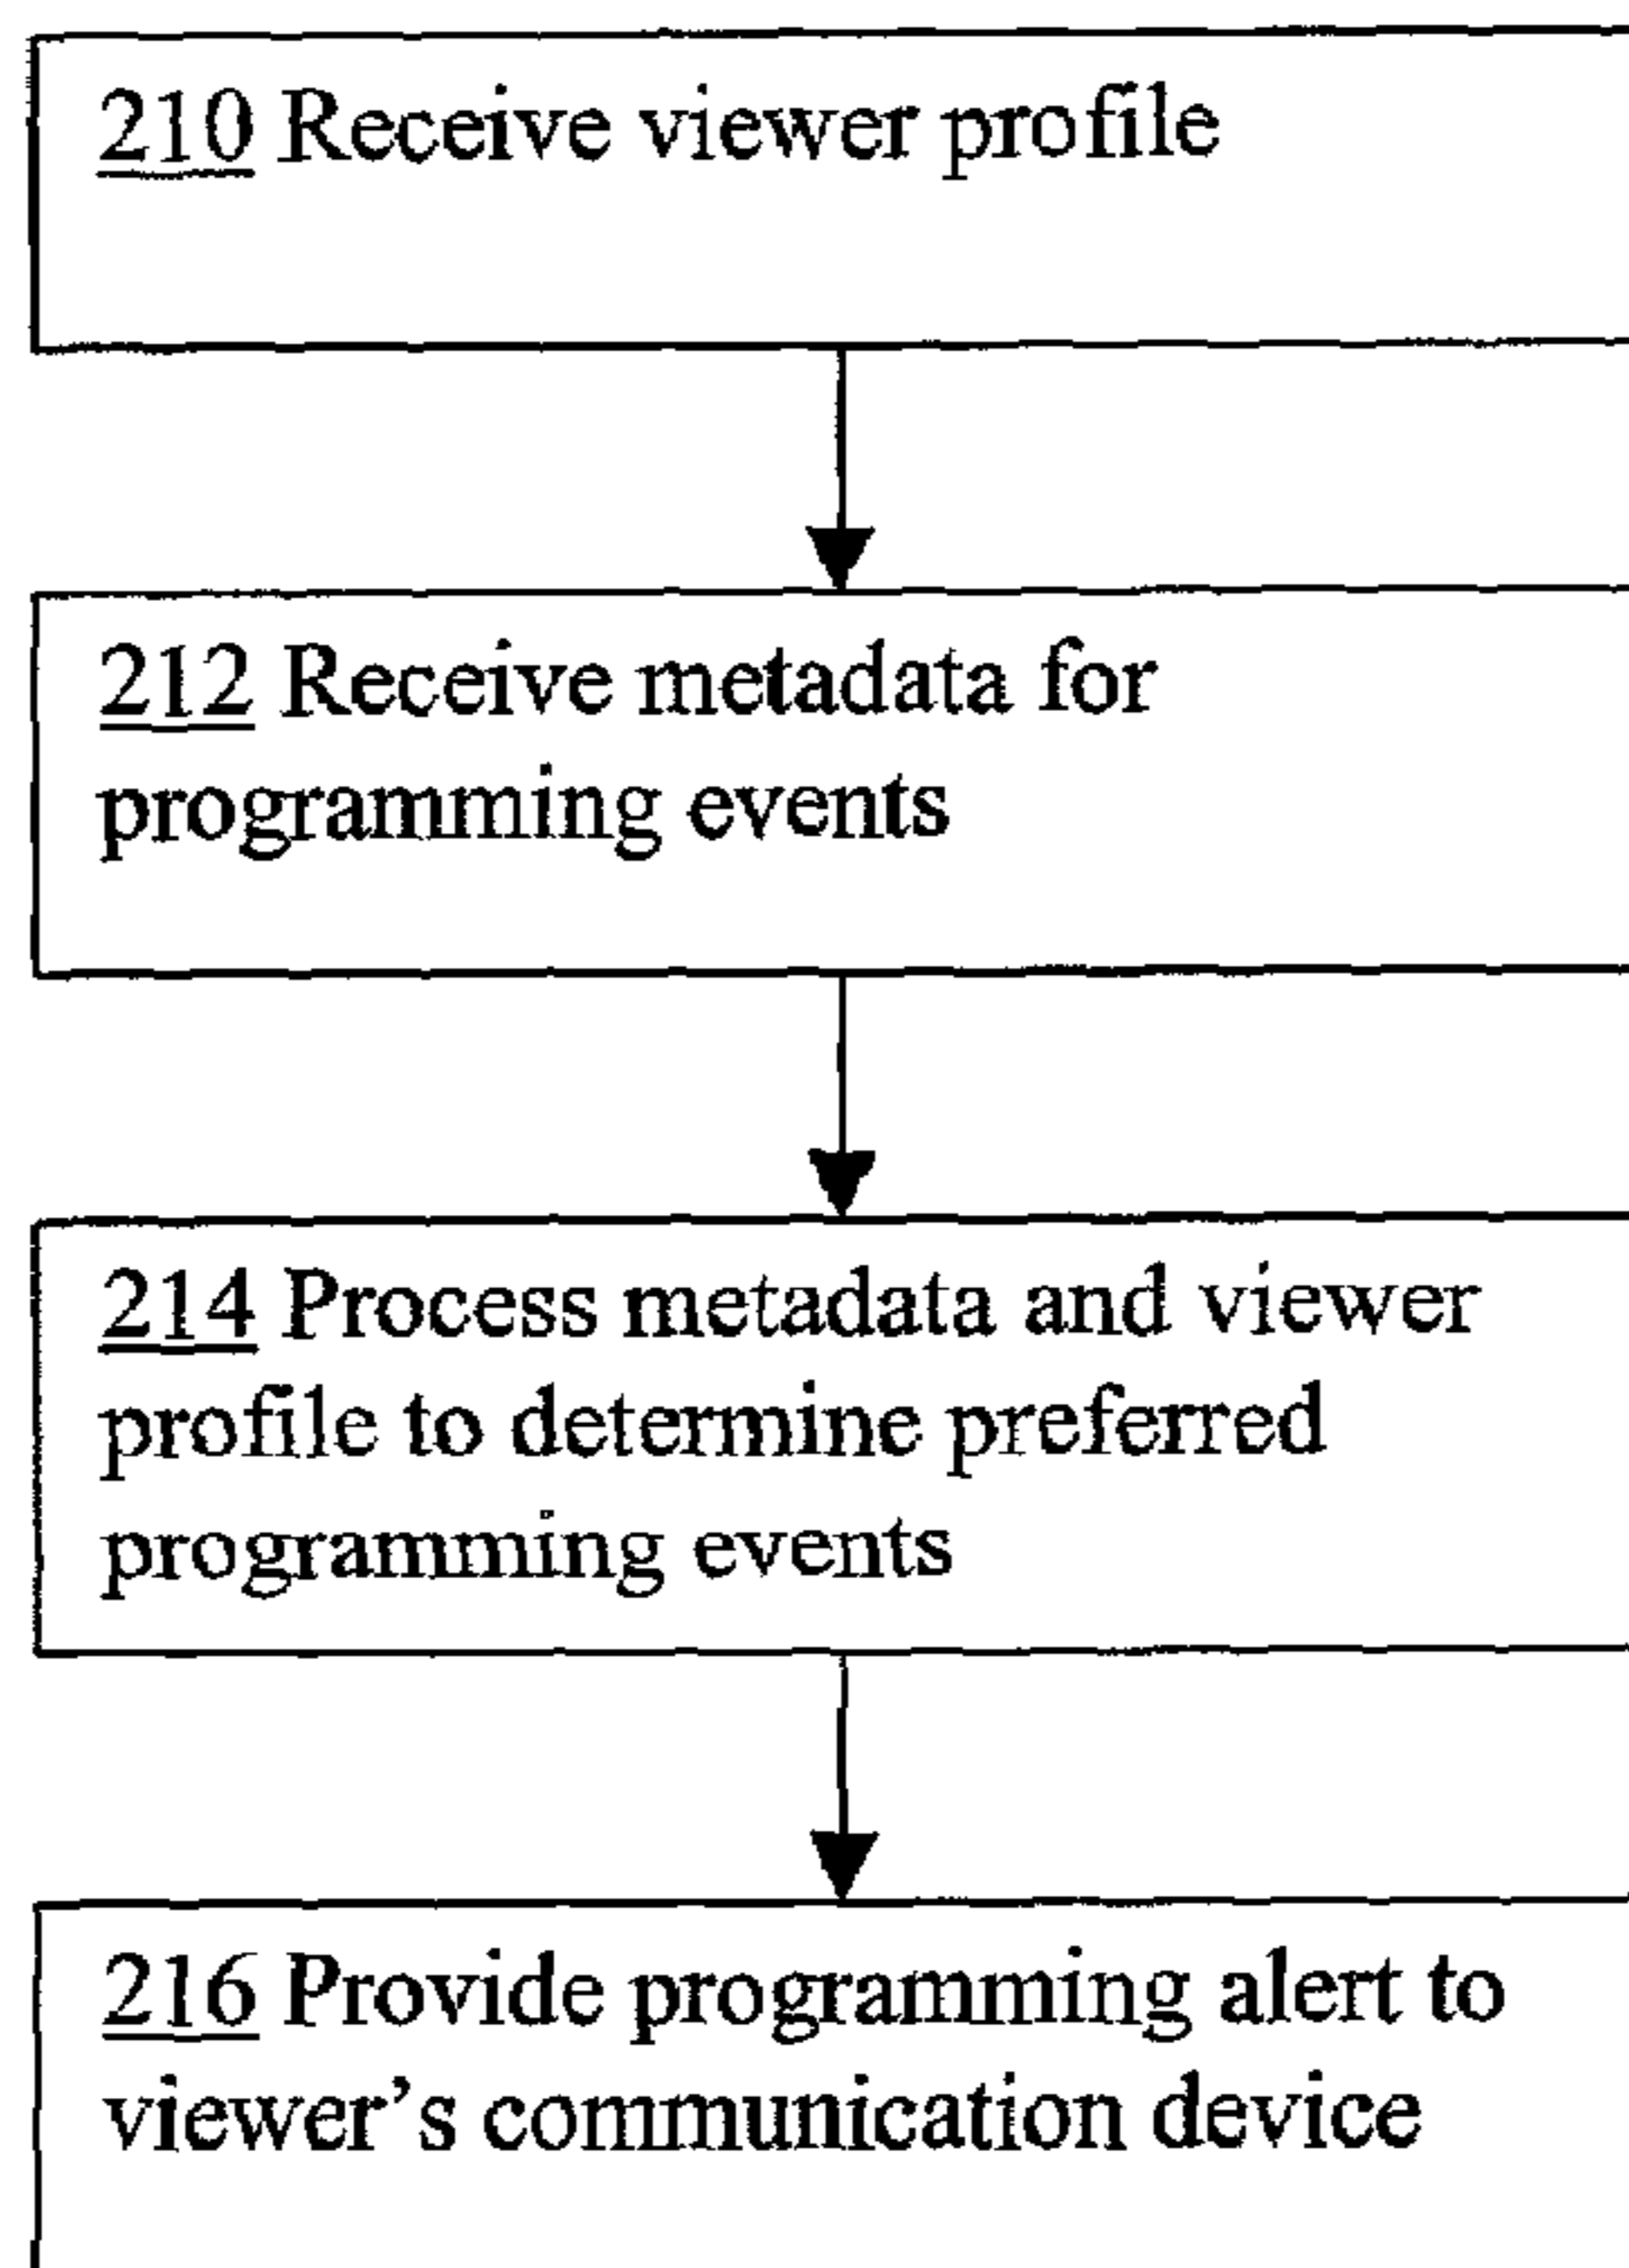 210 Receive viewer profile
212 Receive metadata for
programming events
214 Process metadata and viewer
profile to determine preferred
programming events
216 Provide programming alert to
viewer’s communication device